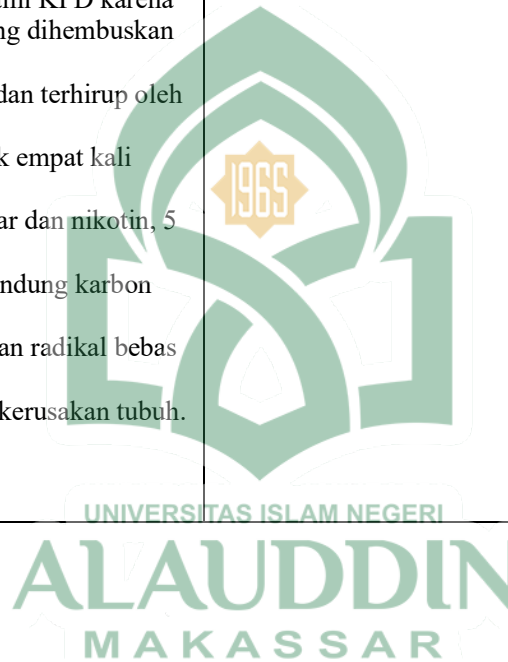 KPD karena
ng dihembuskan
dan terhirup oleh
k empat kali
ar dan nikotin, 5
ndung karbon
an radikal bebas
kerusakan tubuh.
1965
UNIVERSITAS ISLAM NEGERI
ALAUDDIN
MAKASSAR